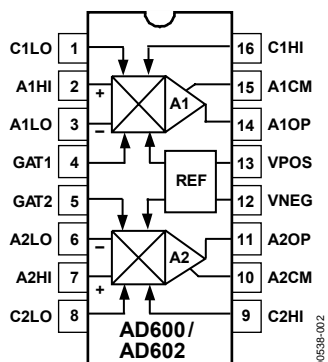 C1LO 1 16 C1HI
A1HI 2 + 15 A1CM
A1 
A1LO 3 – 14 A1OP
GAT1 4 13 VPOS
REF
GAT2 5 12 VNEG
A2LO 6 – 11 A2OP
A2
A2HI 7 + 10 A2CM
C2LO 8 9 C2HI
AD600/
AD602
00538-002